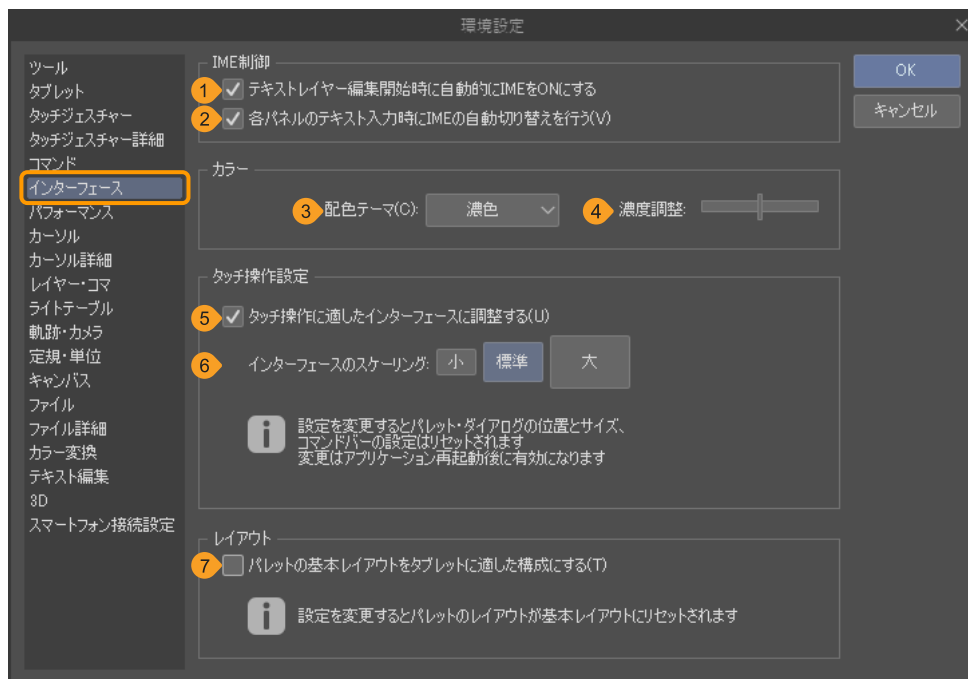 環境設定
ツール
タブレット
タッチジェスチャー
タッチジェスチャー詳細
コマンド
インターフェース
パフォーマンス
カーソル
カーソル詳細
レイヤー・コマ
ライトテーブル
軌跡・カメラ
定規・単位
キャンバス
ファイル
ファイル詳細
カラー変換
テキスト編集
3D
スマートフォン接続設定
IME制御
1 テキストレイヤー編集開始時に自動的にIMEをONにする
2 各パネルのテキスト入力時にIMEの自動切り替えを行う(V)
カラー
3 配色テーマ(C): 濃色 4 濃度調整:
タッチ操作設定
5 タッチ操作に適したインターフェースに調整する(U)
6 インターフェースのスケーリング: 小 標準 大
設定を変更するとパレット・ダイアログの位置とサイズ、
コマンドバーの設定はリセットされます
変更はアプリケーション再起動後に有効になります
レイアウト
7 パレットの基本レイアウトをタブレットに適した構成にする(T)
設定を変更するとパレットのレイアウトが基本レイアウトにリセットされます
OK
キャンセル